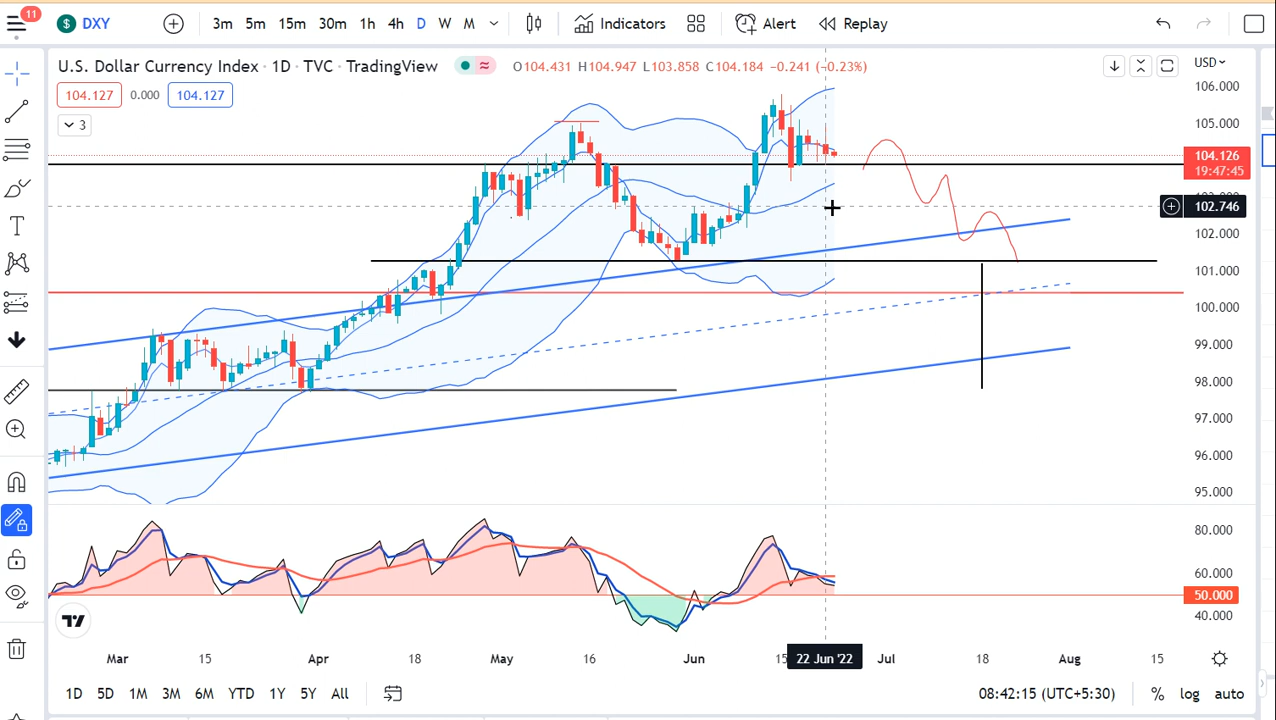 11
DXY
3m 5m 15m 30m 1h 4h D W M
Indicators
Alert
Replay
U.S. Dollar Currency Index · 1D · TVC · TradingView
O104.431 H104.947 L103.858 C104.184 −0.241 (−0.23%)
USD
104.127 0.000 104.127
3
106.000
105.000
104.126
19:47:45
102.746
102.000
101.000
100.000
99.000
98.000
97.000
96.000
95.000
80.000
60.000
50.000
40.000
Mar 15 Apr 18 May 16 Jun 15 22 Jun '22 Jul 18 Aug 15
1D 5D 1M 3M 6M YTD 1Y 5Y All
08:42:15 (UTC+5:30) % log auto